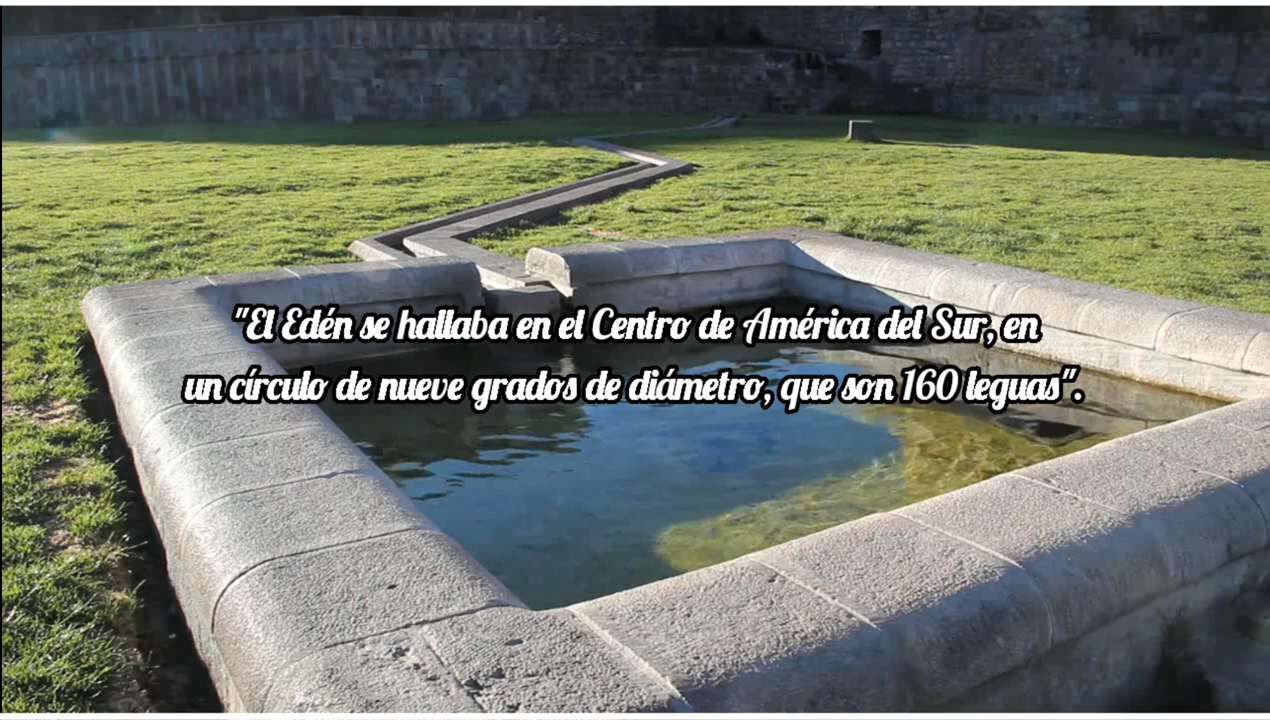 "El Edén se hallaba en el Centro de América del Sur, en
un círculo de nueve grados de diámetro, que son 160 leguas".